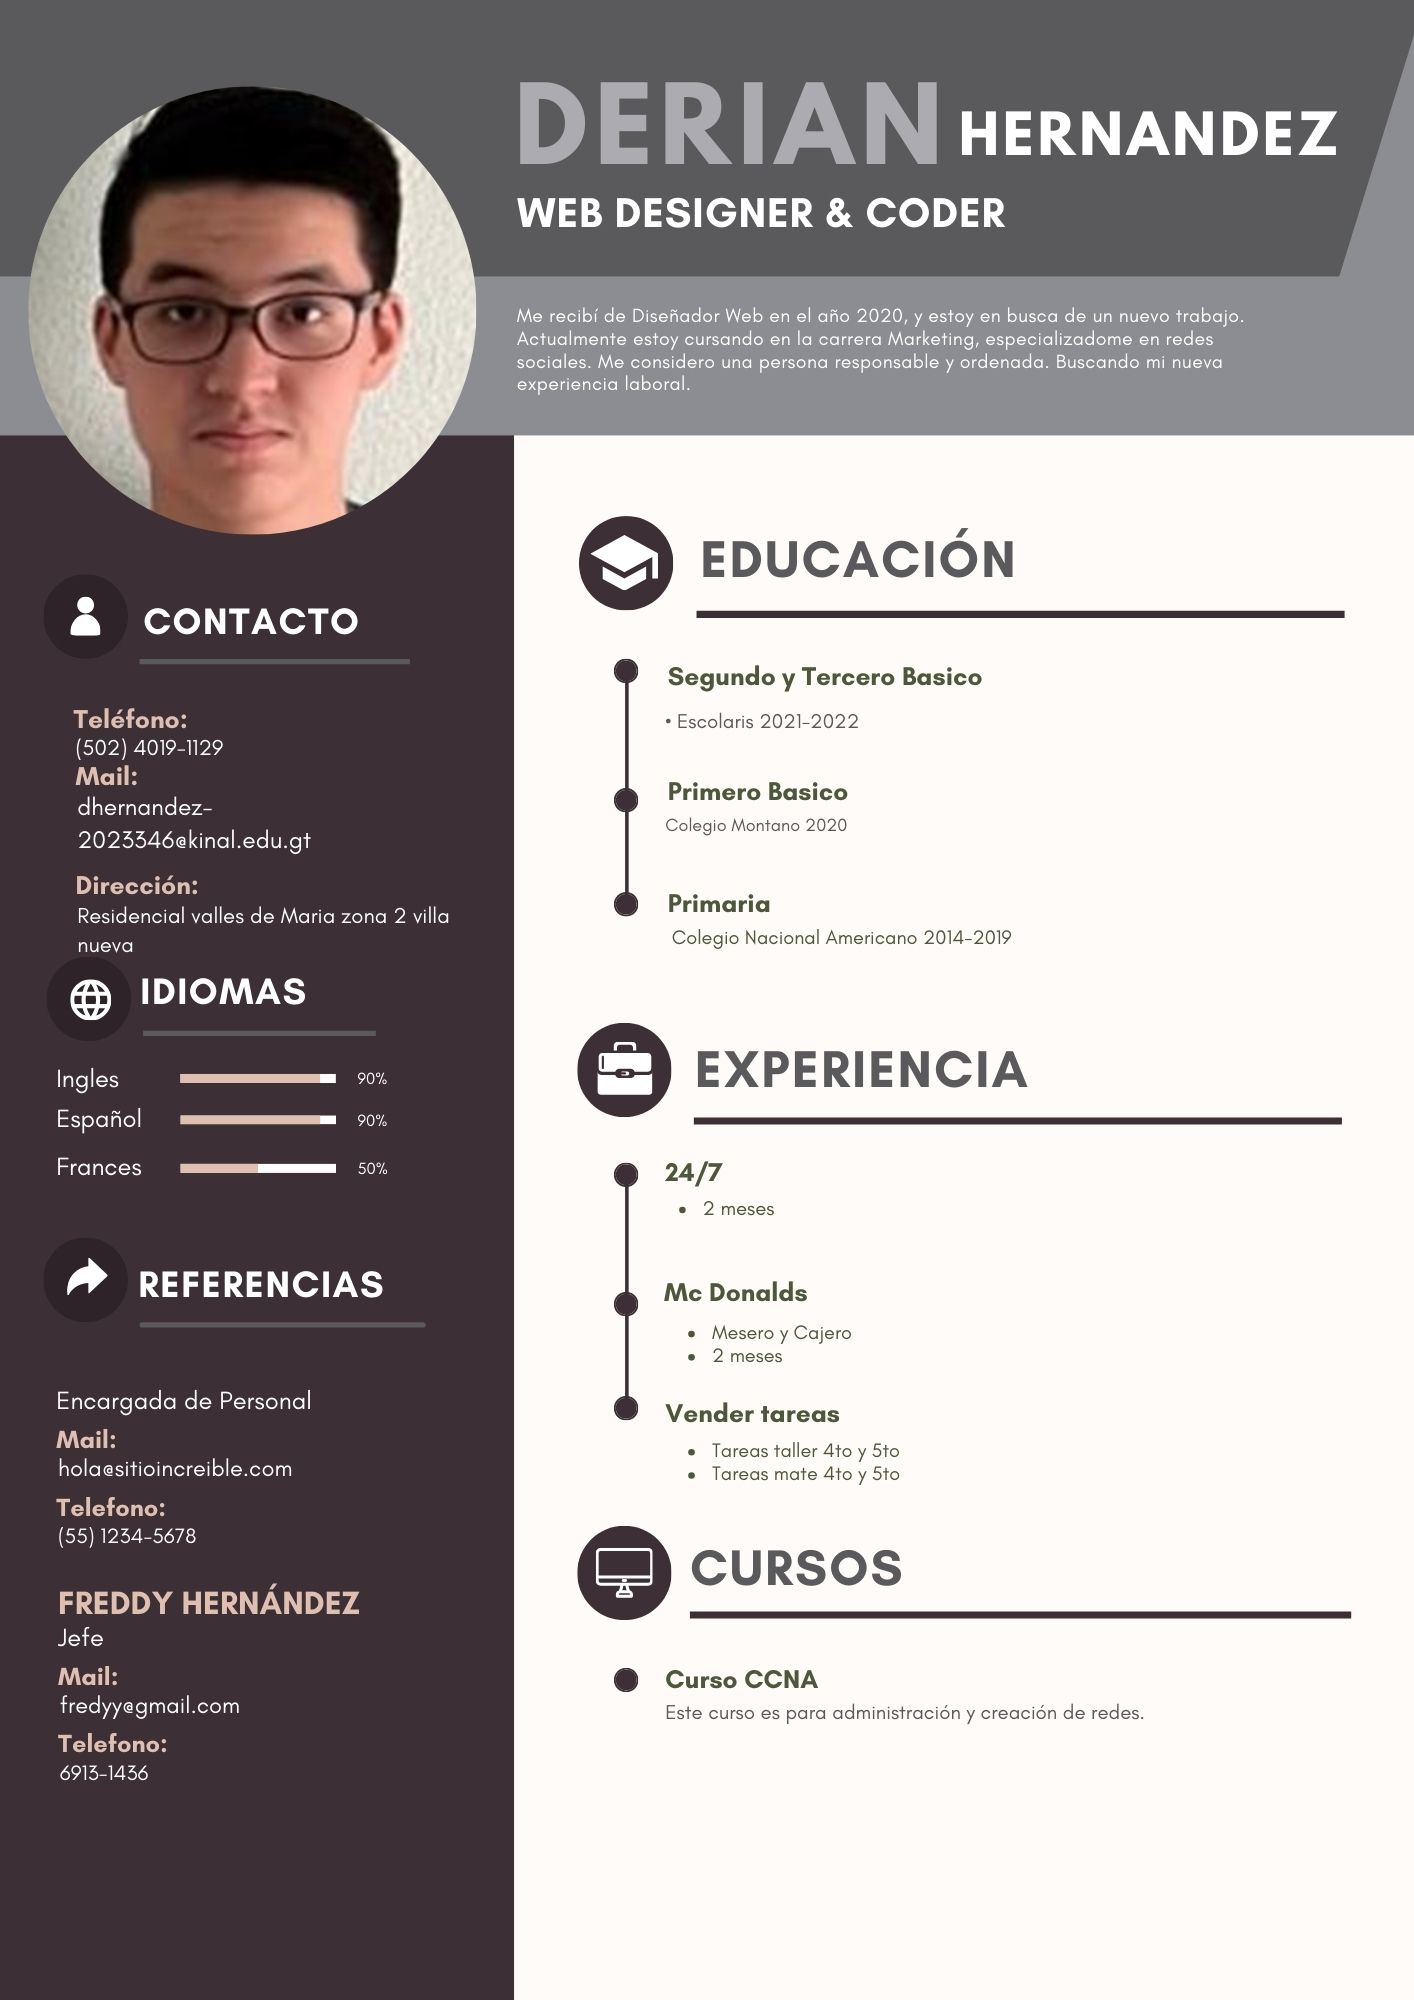 DERIAN HERNANDEZ
WEB DESIGNER & CODER
Me recibí de Diseñador Web en el año 2020, y estoy en busca de un nuevo trabajo.
Actualmente estoy cursando en la carrera Marketing, especializadome en redes
sociales. Me considero una persona responsable y ordenada. Buscando mi nueva
experiencia laboral.
CONTACTO
Teléfono:
(502) 4019-1129
Mail:
dhernandez-
2023346@kinal.edu.gt
Dirección:
Residencial valles de Maria zona 2 villa
nueva
IDIOMAS
Ingles 90%
Español 90%
Frances 50%
REFERENCIAS
Encargada de Personal
Mail:
hola@sitioincreible.com
Telefono:
(55) 1234-5678
FREDDY HERNÁNDEZ
Jefe
Mail:
fredyy@gmail.com
Telefono:
6913-1436
EDUCACIÓN
Segundo y Tercero Basico
• Escolaris 2021-2022
Primero Basico
Colegio Montano 2020
Primaria
Colegio Nacional Americano 2014-2019
EXPERIENCIA
24/7
• 2 meses
Mc Donalds
• Mesero y Cajero
• 2 meses
Vender tareas
• Tareas taller 4to y 5to
• Tareas mate 4to y 5to
CURSOS
Curso CCNA
Este curso es para administración y creación de redes.